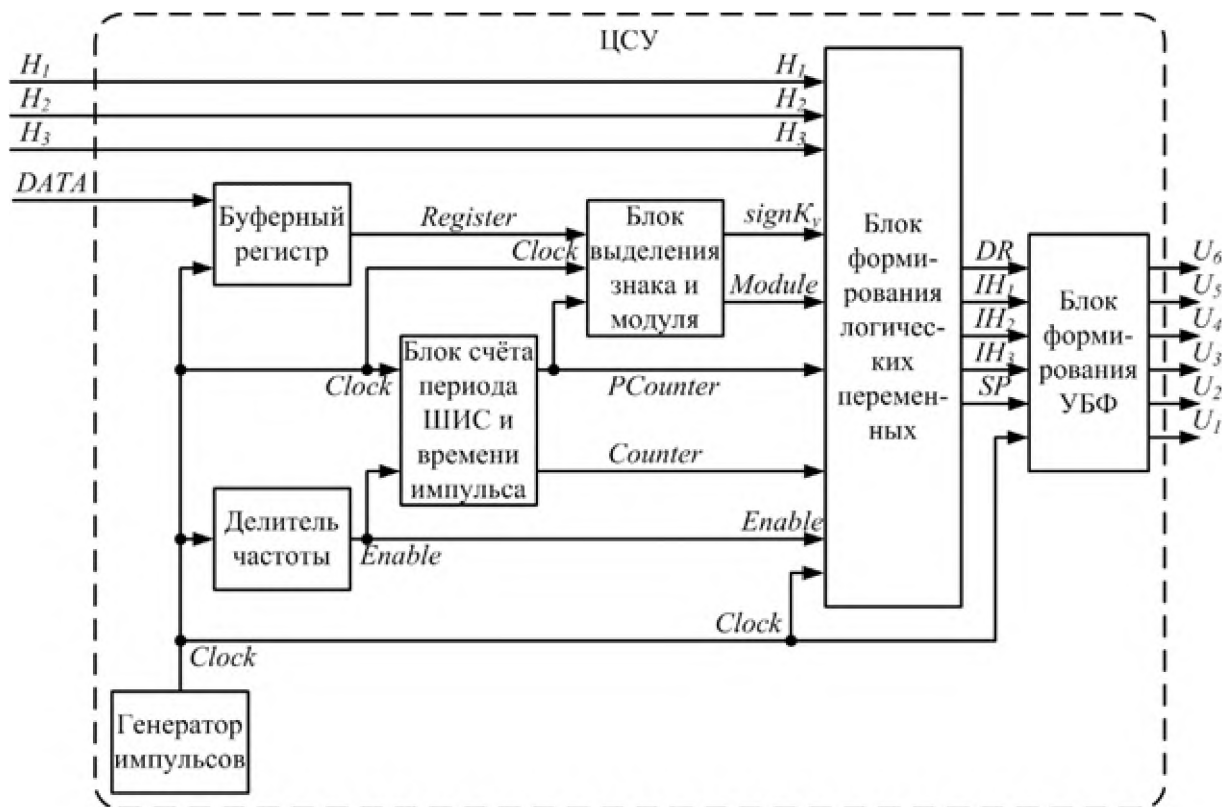 ЦСУ
H₁
H₁
H₂
H₂
H₃
H₃
DATA
Буферный
регистр
Register
Clock
Блок
выделения
знака и
модуля
signKᵥ
Module
Блок
форми-
рования
логичес-
ких
перемен-
ных
DR
IH₁
IH₂
IH₃
SP
Блок
форми-
рования
УБФ
U₆
U₅
U₄
U₃
U₂
U₁
Clock
Блок счёта
периода
ШИС и
времени
импульса
PCounter
Counter
Делитель
частоты
Enable
Enable
Clock
Clock
Генератор
импульсов